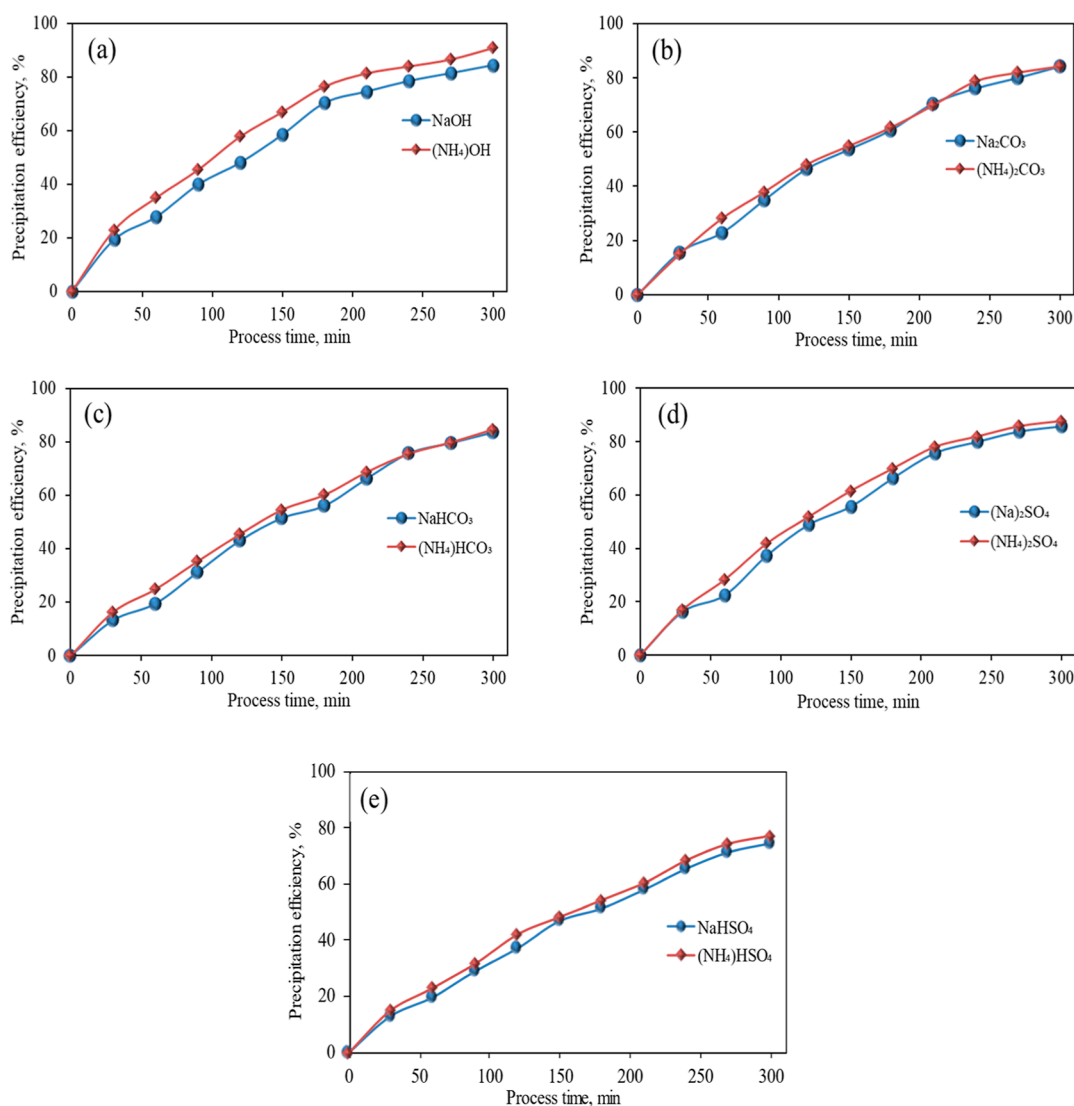 (a)
Precipitation efficiency, %
100
80
60
40
20
0
NaOH
(NH₄)OH
0 50 100 150 200 250 300
Process time, min
(b)
Precipitation efficiency, %
100
80
60
40
20
0
Na₂CO₃
(NH₄)₂CO₃
0 50 100 150 200 250 300
Process time, min
(c)
Precipitation efficiency, %
100
80
60
40
20
0
NaHCO₃
(NH₄)HCO₃
0 50 100 150 200 250 300
Process time, min
(d)
Precipitation efficiency, %
100
80
60
40
20
0
(Na)₂SO₄
(NH₄)₂SO₄
0 50 100 150 200 250 300
Process time, min
(e)
Precipitation efficiency, %
100
80
60
40
20
0
NaHSO₄
(NH₄)HSO₄
0 50 100 150 200 250 300
Process time, min